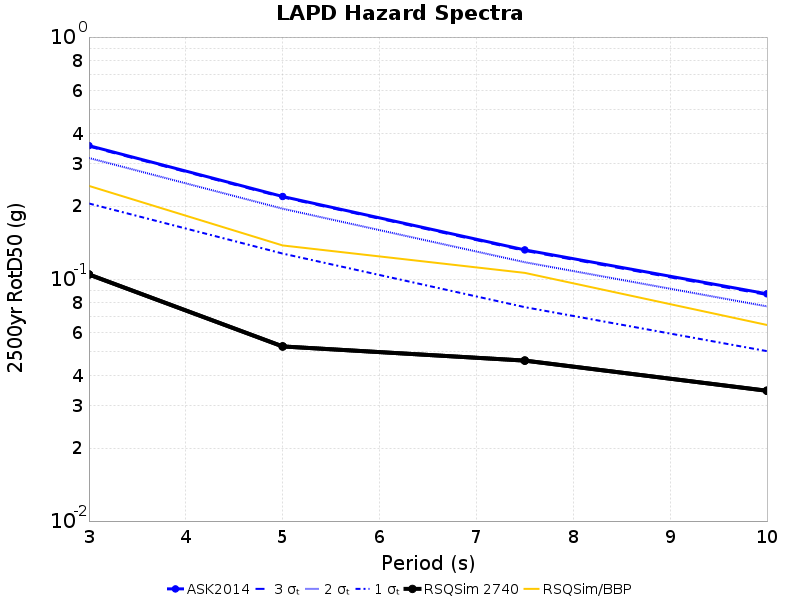 LAPD Hazard Spectra
10^0
8
6
4
3
2
10^-1
8
6
4
3
2
10^-2
2500yr RotD50 (g)
3 4 5 6 7 8 9 10
Period (s)
ASK2014 3 σₜ 2 σₜ 1 σₜ RSQSim 2740 RSQSim/BBP